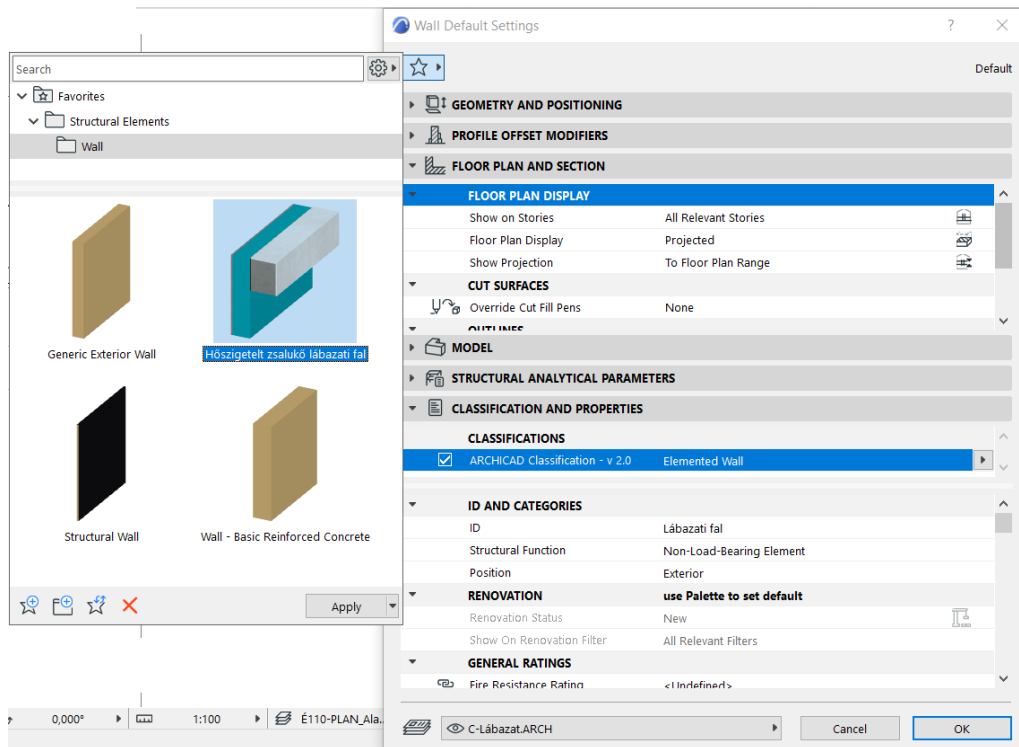 Wall Default Settings
?
Search
Default
Favorites
Structural Elements
Wall
Generic Exterior Wall
Hőszigetelt zsalukő lábazati fal
Structural Wall
Wall - Basic Reinforced Concrete
Apply
GEOMETRY AND POSITIONING
PROFILE OFFSET MODIFIERS
FLOOR PLAN AND SECTION
FLOOR PLAN DISPLAY
Show on Stories All Relevant Stories
Floor Plan Display Projected
Show Projection To Floor Plan Range
CUT SURFACES
Override Cut Fill Pens None
OUTLINES
MODEL
STRUCTURAL ANALYTICAL PARAMETERS
CLASSIFICATION AND PROPERTIES
CLASSIFICATIONS
ARCHICAD Classification - v 2.0 Elemented Wall
ID AND CATEGORIES
ID Lábazati fal
Structural Function Non-Load-Bearing Element
Position Exterior
RENOVATION use Palette to set default
Renovation Status New
Show On Renovation Filter All Relevant Filters
GENERAL RATINGS
Fire Resistance Rating <Undefined>
0,000° 1:100 É110-PLAN_Ala...
C-Lábazat.ARCH Cancel OK